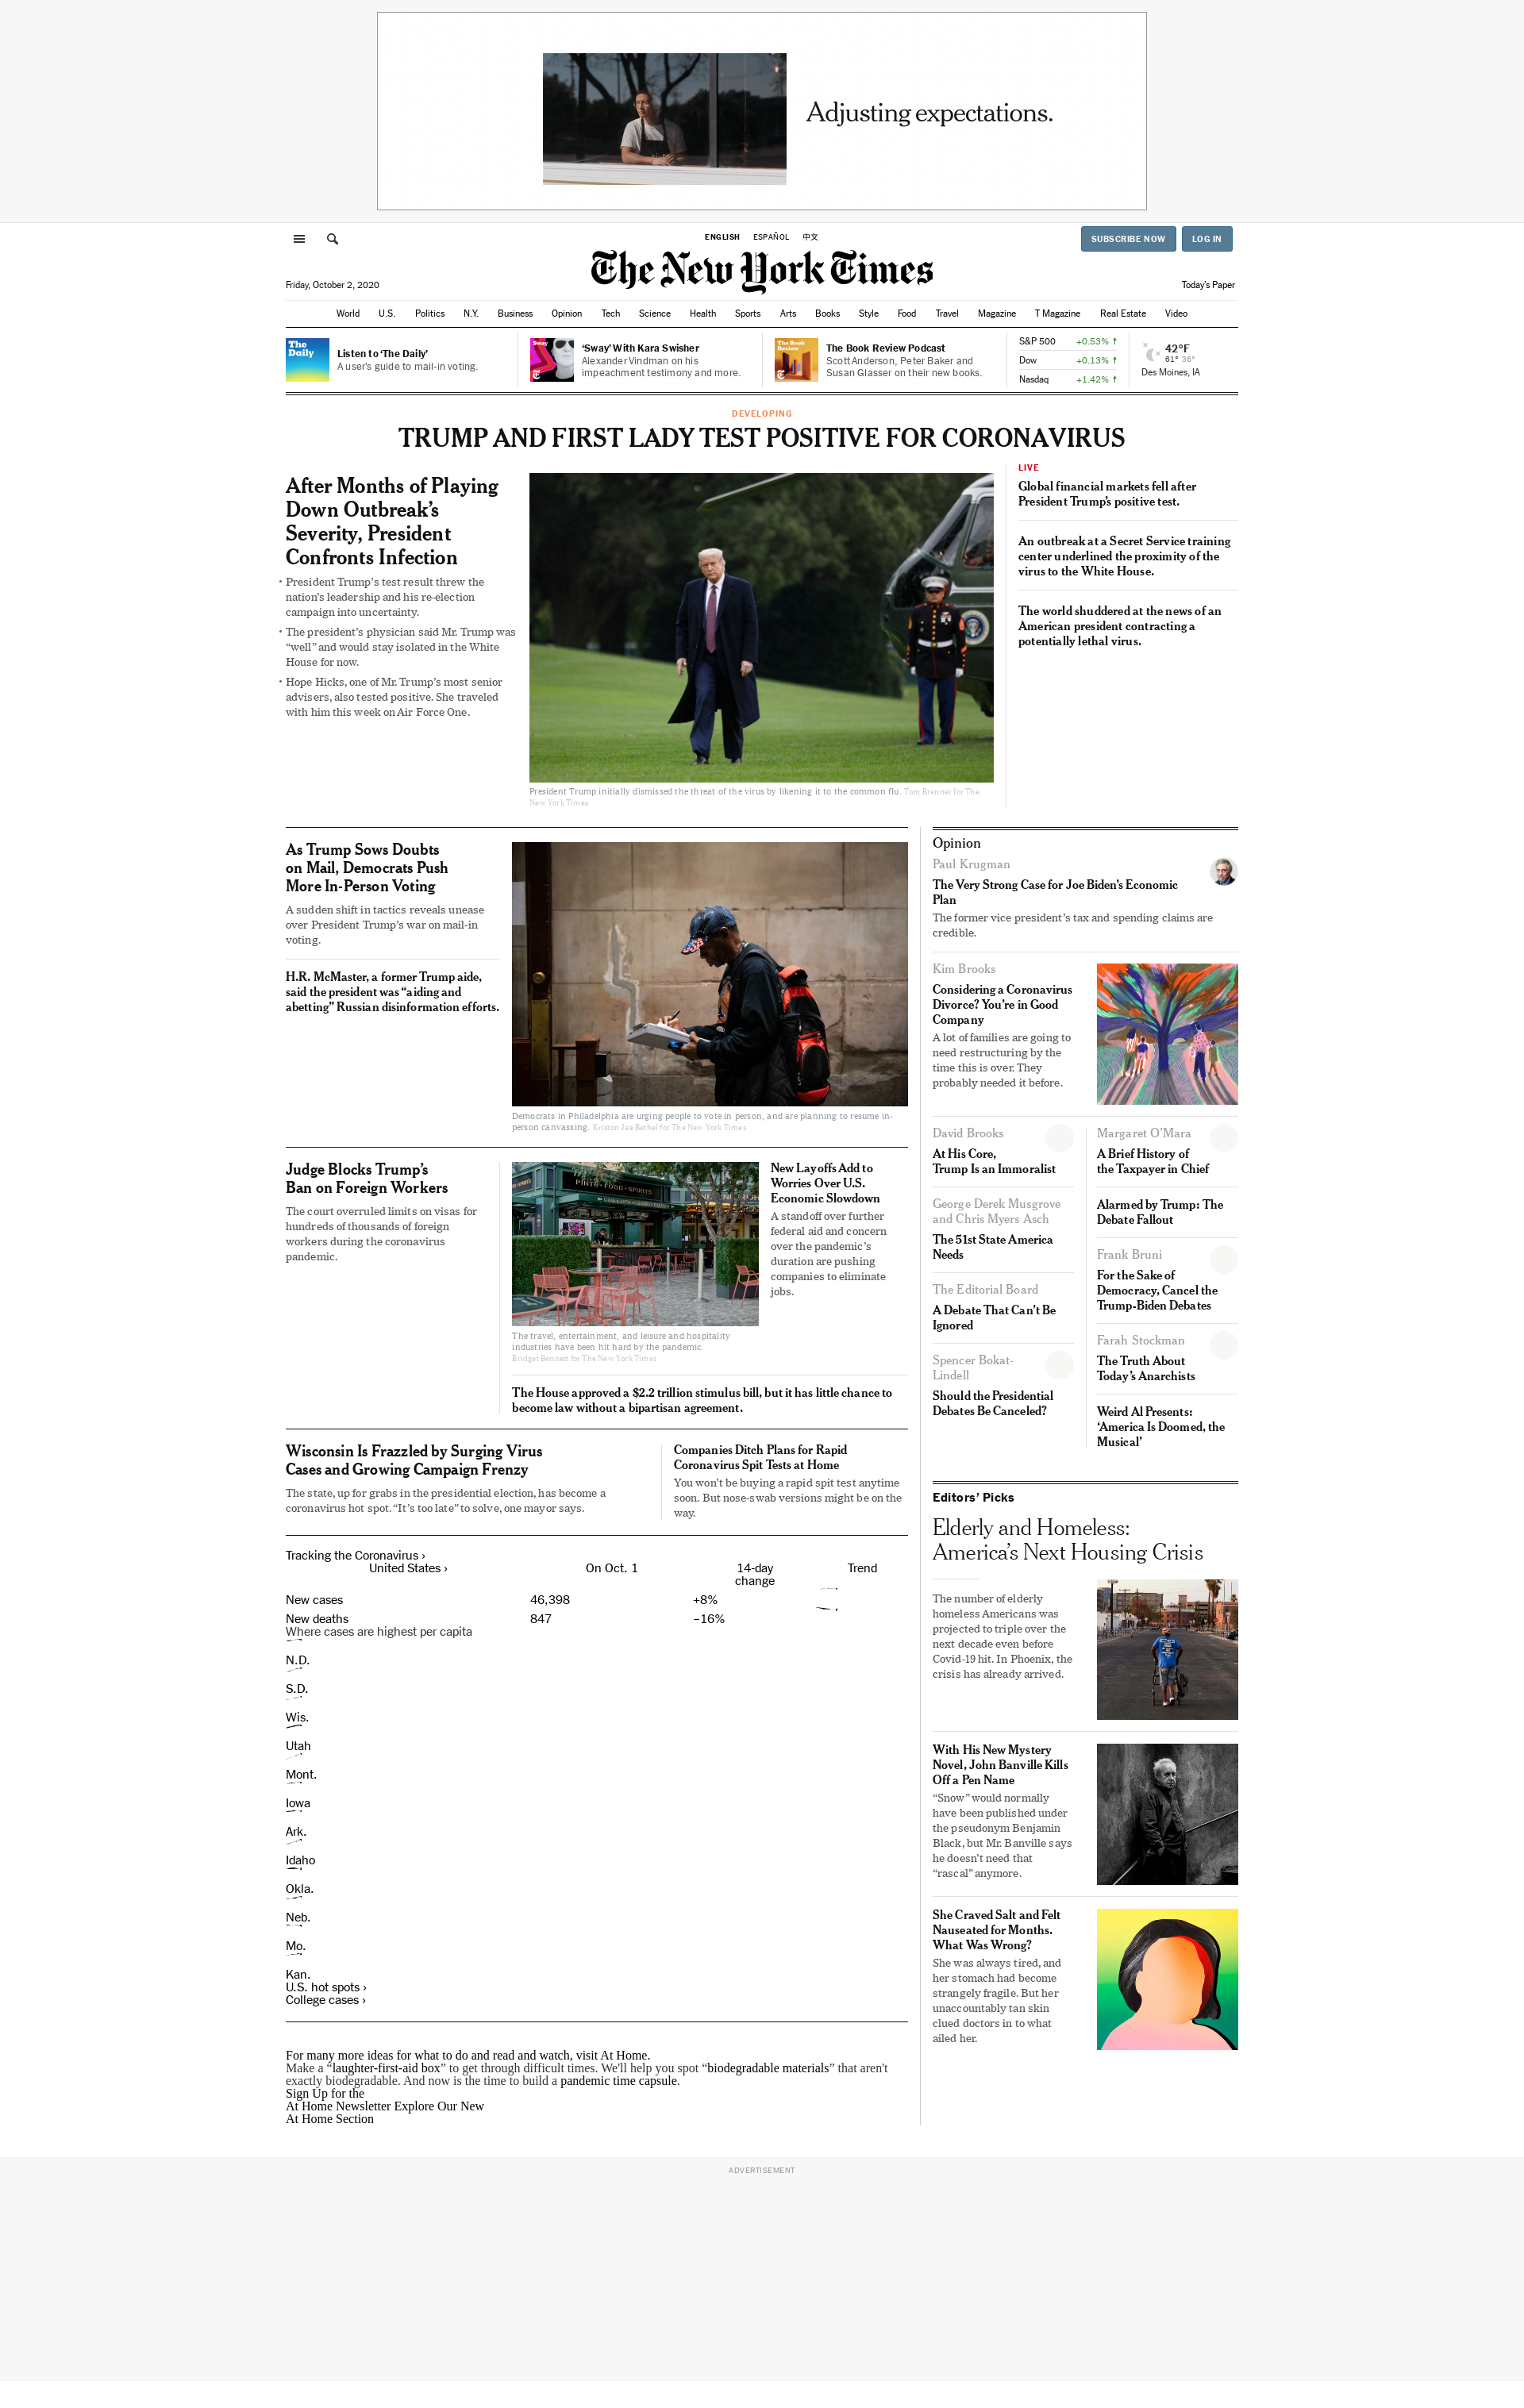 Adjusting expectations.
ENGLISH ESPAÑOL 中文
SUBSCRIBE NOW LOG IN
The New York Times
Friday, October 2, 2020
Today's Paper
World U.S. Politics N.Y. Business Opinion Tech Science Health Sports Arts Books Style Food Travel Magazine T Magazine Real Estate Video
The
Daily
Listen to ‘The Daily’
A user's guide to mail-in voting.
Sway
‘Sway’ With Kara Swisher
Alexander Vindman on his
impeachment testimony and more.
The Book
Review
The Book Review Podcast
Scott Anderson, Peter Baker and
Susan Glasser on their new books.
S&P 500 +0.53% ↑
Dow +0.13% ↑
Nasdaq +1.42% ↑
42°F
61° 36°
Des Moines, IA
DEVELOPING
TRUMP AND FIRST LADY TEST POSITIVE FOR CORONAVIRUS
After Months of Playing
Down Outbreak’s
Severity, President
Confronts Infection
• President Trump’s test result threw the
nation’s leadership and his re-election
campaign into uncertainty.
• The president’s physician said Mr. Trump was
“well” and would stay isolated in the White
House for now.
• Hope Hicks, one of Mr. Trump’s most senior
advisers, also tested positive. She traveled
with him this week on Air Force One.
President Trump initially dismissed the threat of the virus by likening it to the common flu. Tom Brenner for The
New York Times
LIVE
Global financial markets fell after
President Trump’s positive test.
An outbreak at a Secret Service training
center underlined the proximity of the
virus to the White House.
The world shuddered at the news of an
American president contracting a
potentially lethal virus.
As Trump Sows Doubts
on Mail, Democrats Push
More In-Person Voting
A sudden shift in tactics reveals unease
over President Trump’s war on mail-in
voting.
H.R. McMaster, a former Trump aide,
said the president was “aiding and
abetting” Russian disinformation efforts.
Democrats in Philadelphia are urging people to vote in person, and are planning to resume in-
person canvassing. Kriston Jae Bethel for The New York Times
Judge Blocks Trump’s
Ban on Foreign Workers
The court overruled limits on visas for
hundreds of thousands of foreign
workers during the coronavirus
pandemic.
PINTS · FOOD · SPIRITS
The travel, entertainment, and leisure and hospitality
industries have been hit hard by the pandemic.
Bridget Bennett for The New York Times
New Layoffs Add to
Worries Over U.S.
Economic Slowdown
A standoff over further
federal aid and concern
over the pandemic’s
duration are pushing
companies to eliminate
jobs.
The House approved a $2.2 trillion stimulus bill, but it has little chance to
become law without a bipartisan agreement.
Wisconsin Is Frazzled by Surging Virus
Cases and Growing Campaign Frenzy
The state, up for grabs in the presidential election, has become a
coronavirus hot spot. “It’s too late” to solve, one mayor says.
Companies Ditch Plans for Rapid
Coronavirus Spit Tests at Home
You won’t be buying a rapid spit test anytime
soon. But nose-swab versions might be on the
way.
Tracking the Coronavirus ›
United States › On Oct. 1 14-day
change Trend
New cases 46,398 +8%
New deaths 847 −16%
Where cases are highest per capita
N.D.
S.D.
Wis.
Utah
Mont.
Iowa
Ark.
Idaho
Okla.
Neb.
Mo.
Kan.
U.S. hot spots ›
College cases ›
For many more ideas for what to do and read and watch, visit At Home.
Make a “laughter-first-aid box” to get through difficult times. We'll help you spot “biodegradable materials” that aren't
exactly biodegradable. And now is the time to build a pandemic time capsule.
Sign Up for the
At Home Newsletter Explore Our New
At Home Section
Opinion
Paul Krugman
The Very Strong Case for Joe Biden’s Economic
Plan
The former vice president’s tax and spending claims are
credible.
Kim Brooks
Considering a Coronavirus
Divorce? You’re in Good
Company
A lot of families are going to
need restructuring by the
time this is over. They
probably needed it before.
David Brooks
At His Core,
Trump Is an Immoralist
George Derek Musgrove
and Chris Myers Asch
The 51st State America
Needs
The Editorial Board
A Debate That Can’t Be
Ignored
Spencer Bokat-
Lindell
Should the Presidential
Debates Be Canceled?
Margaret O’Mara
A Brief History of
the Taxpayer in Chief
Alarmed by Trump: The
Debate Fallout
Frank Bruni
For the Sake of
Democracy, Cancel the
Trump-Biden Debates
Farah Stockman
The Truth About
Today’s Anarchists
Weird Al Presents:
‘America Is Doomed, the
Musical’
Editors’ Picks
Elderly and Homeless:
America’s Next Housing Crisis
The number of elderly
homeless Americans was
projected to triple over the
next decade even before
Covid-19 hit. In Phoenix, the
crisis has already arrived.
With His New Mystery
Novel, John Banville Kills
Off a Pen Name
“Snow” would normally
have been published under
the pseudonym Benjamin
Black, but Mr. Banville says
he doesn’t need that
“rascal” anymore.
She Craved Salt and Felt
Nauseated for Months.
What Was Wrong?
She was always tired, and
her stomach had become
strangely fragile. But her
unaccountably tan skin
clued doctors in to what
ailed her.
ADVERTISEMENT